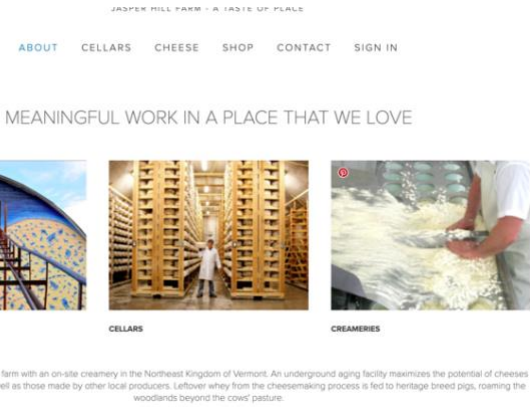 JASPER HILL FARM - A TASTE OF PLACE
ABOUT CELLARS CHEESE SHOP CONTACT SIGN IN
MEANINGFUL WORK IN A PLACE THAT WE LOVE
CELLARS CREAMERIES
farm with an on-site creamery in the Northeast Kingdom of Vermont. An underground aging facility maximizes the potential of cheeses
ell as those made by other local producers. Leftover whey from the cheesemaking process is fed to heritage breed pigs, roaming the
woodlands beyond the cows' pasture.